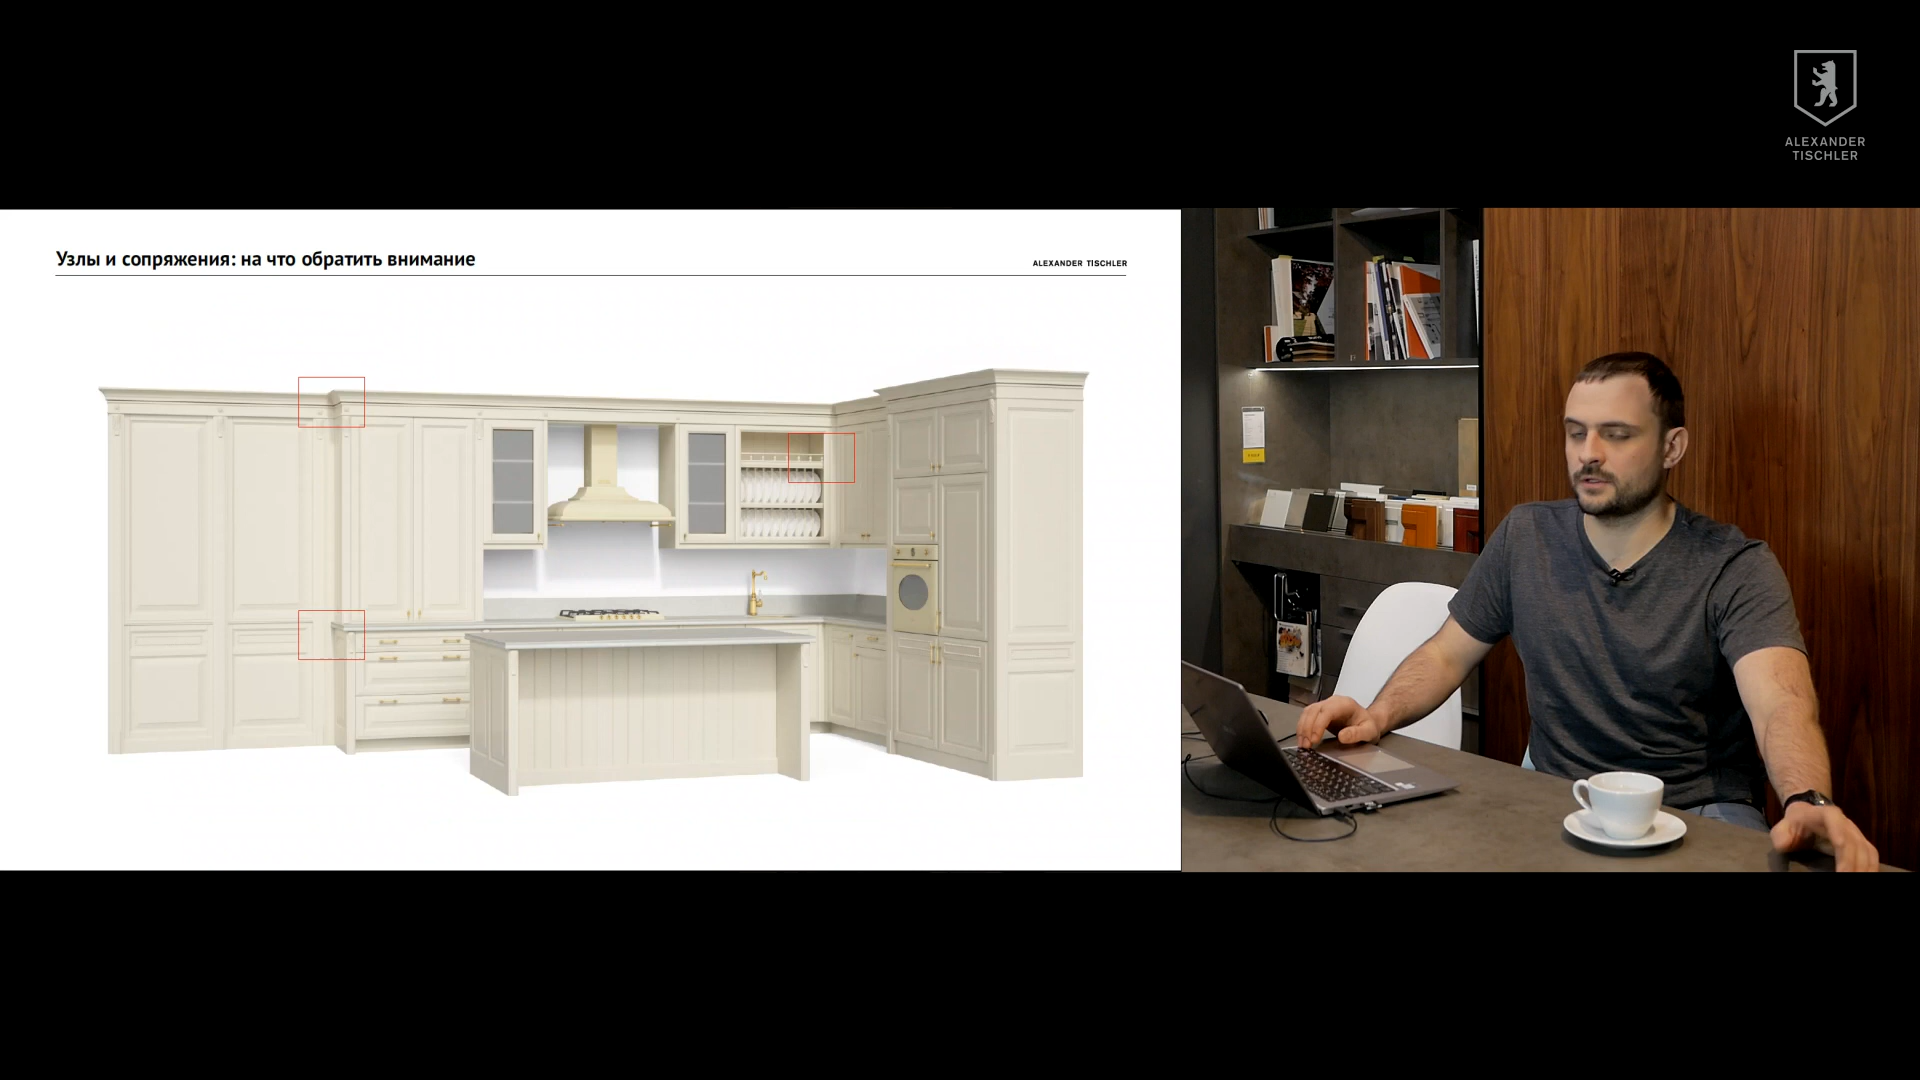 ALEXANDER
TISCHLER
Узлы и сопряжения: на что обратить внимание
ALEXANDER TISCHLER